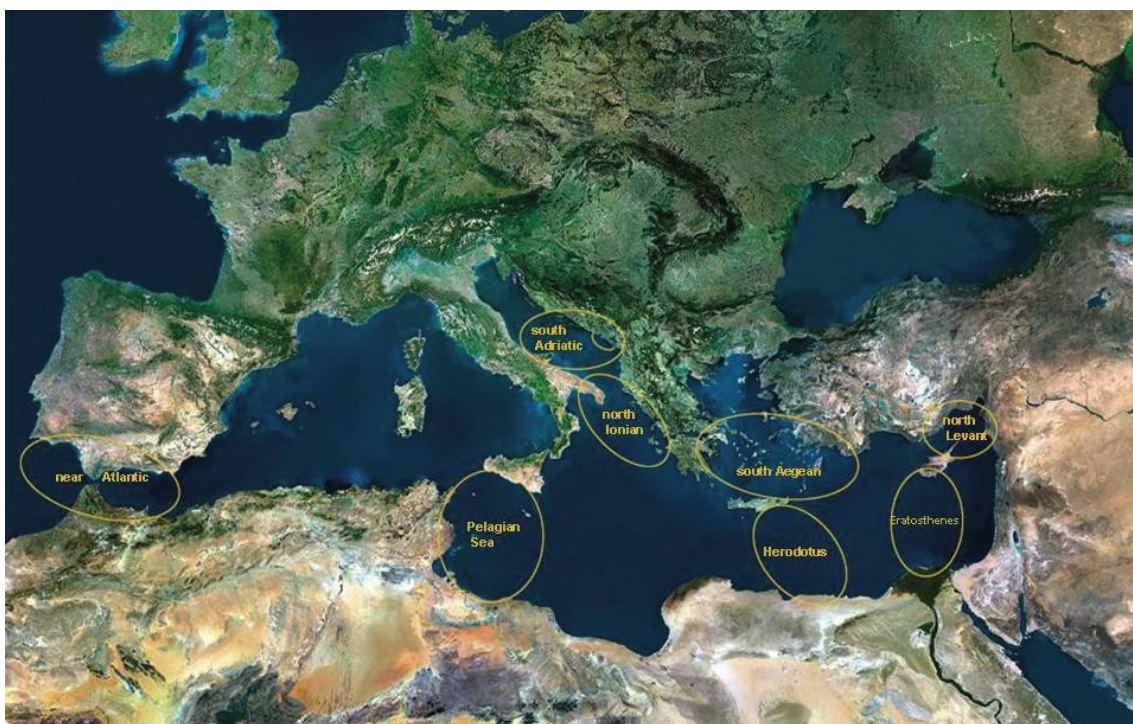 south
Adriatic
north
Ionian
north
Levant
near Atlantic
south Aegean
Pelagian
Sea
Eratosthenes
Herodotus